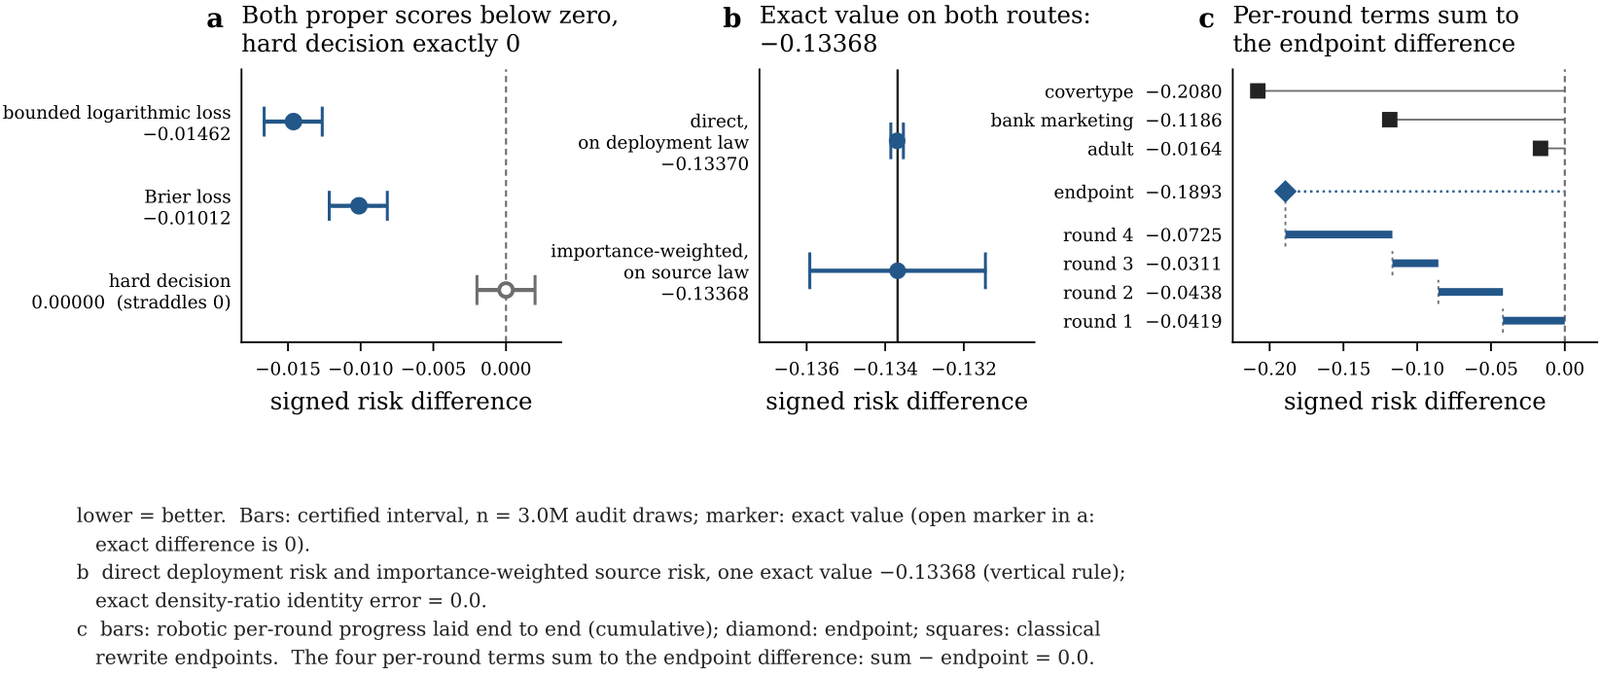 a Both proper scores below zero,
hard decision exactly 0
bounded logarithmic loss
−0.01462
Brier loss
−0.01012
hard decision
0.00000 (straddles 0)
−0.015 −0.010 −0.005 0.000
signed risk difference
b Exact value on both routes:
−0.13368
direct,
on deployment law
−0.13370
importance-weighted,
on source law
−0.13368
−0.136 −0.134 −0.132
signed risk difference
c Per-round terms sum to
the endpoint difference
covertype −0.2080
bank marketing −0.1186
adult −0.0164
endpoint −0.1893
round 4 −0.0725
round 3 −0.0311
round 2 −0.0438
round 1 −0.0419
−0.20 −0.15 −0.10 −0.05 0.00
signed risk difference
lower = better. Bars: certified interval, n = 3.0M audit draws; marker: exact value (open marker in a:
exact difference is 0).
b direct deployment risk and importance-weighted source risk, one exact value −0.13368 (vertical rule);
exact density-ratio identity error = 0.0.
c bars: robotic per-round progress laid end to end (cumulative); diamond: endpoint; squares: classical
rewrite endpoints. The four per-round terms sum to the endpoint difference: sum − endpoint = 0.0.